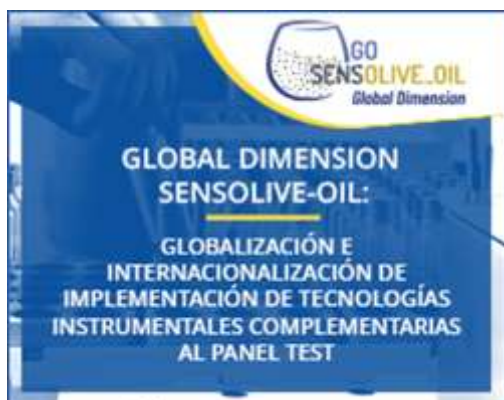 GO
SENSOLIVE_OIL
Global Dimension
GLOBAL DIMENSION
SENSOLIVE-OIL:
GLOBALIZACIÓN E
INTERNACIONALIZACIÓN DE
IMPLEMENTACIÓN DE TECNOLOGÍAS
INSTRUMENTALES COMPLEMENTARIAS
AL PANEL TEST